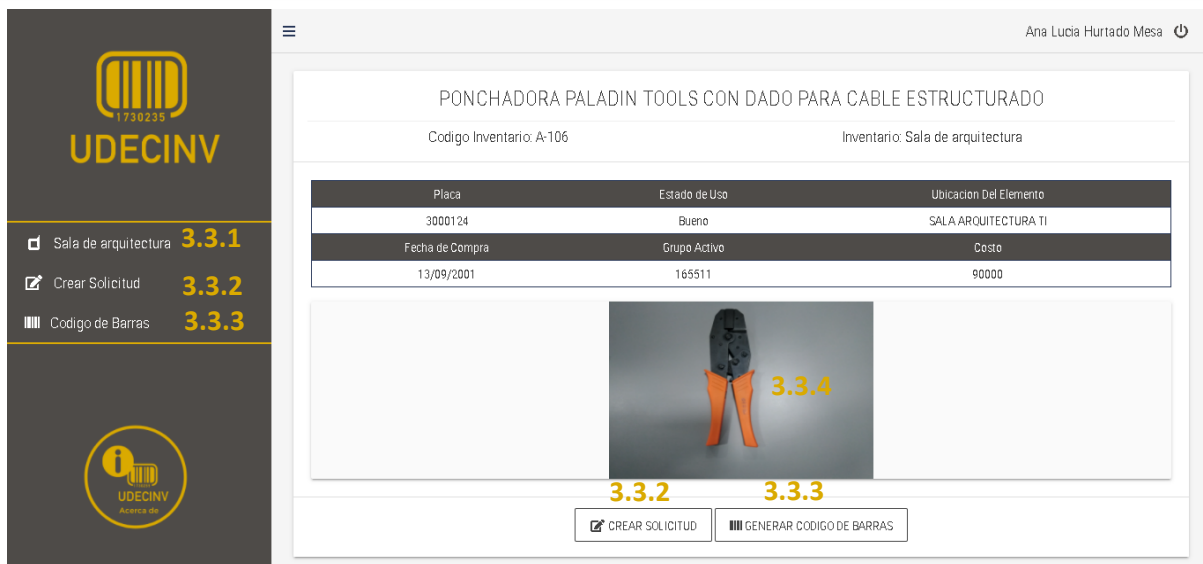 Ana Lucia Hurtado Mesa
1730235
UDECINV
Sala de arquitectura 3.3.1
Crear Solicitud 3.3.2
Codigo de Barras 3.3.3
UDECINV
Acerca de
PONCHADORA PALADIN TOOLS CON DADO PARA CABLE ESTRUCTURADO
Codigo Inventario: A-106 Inventario: Sala de arquitectura
Placa Estado de Uso Ubicacion Del Elemento
3000124 Bueno SALA ARQUITECTURA TI
Fecha de Compra Grupo Activo Costo
13/09/2001 165511 90000
3.3.4
3.3.2 3.3.3
CREAR SOLICITUD GENERAR CODIGO DE BARRAS